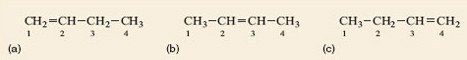 CH₂=CH–CH₂–CH₃ CH₃–CH=CH–CH₃ CH₃–CH₂–CH=CH₂
1 2 3 4 1 2 3 4 1 2 3 4
(a) (b) (c)